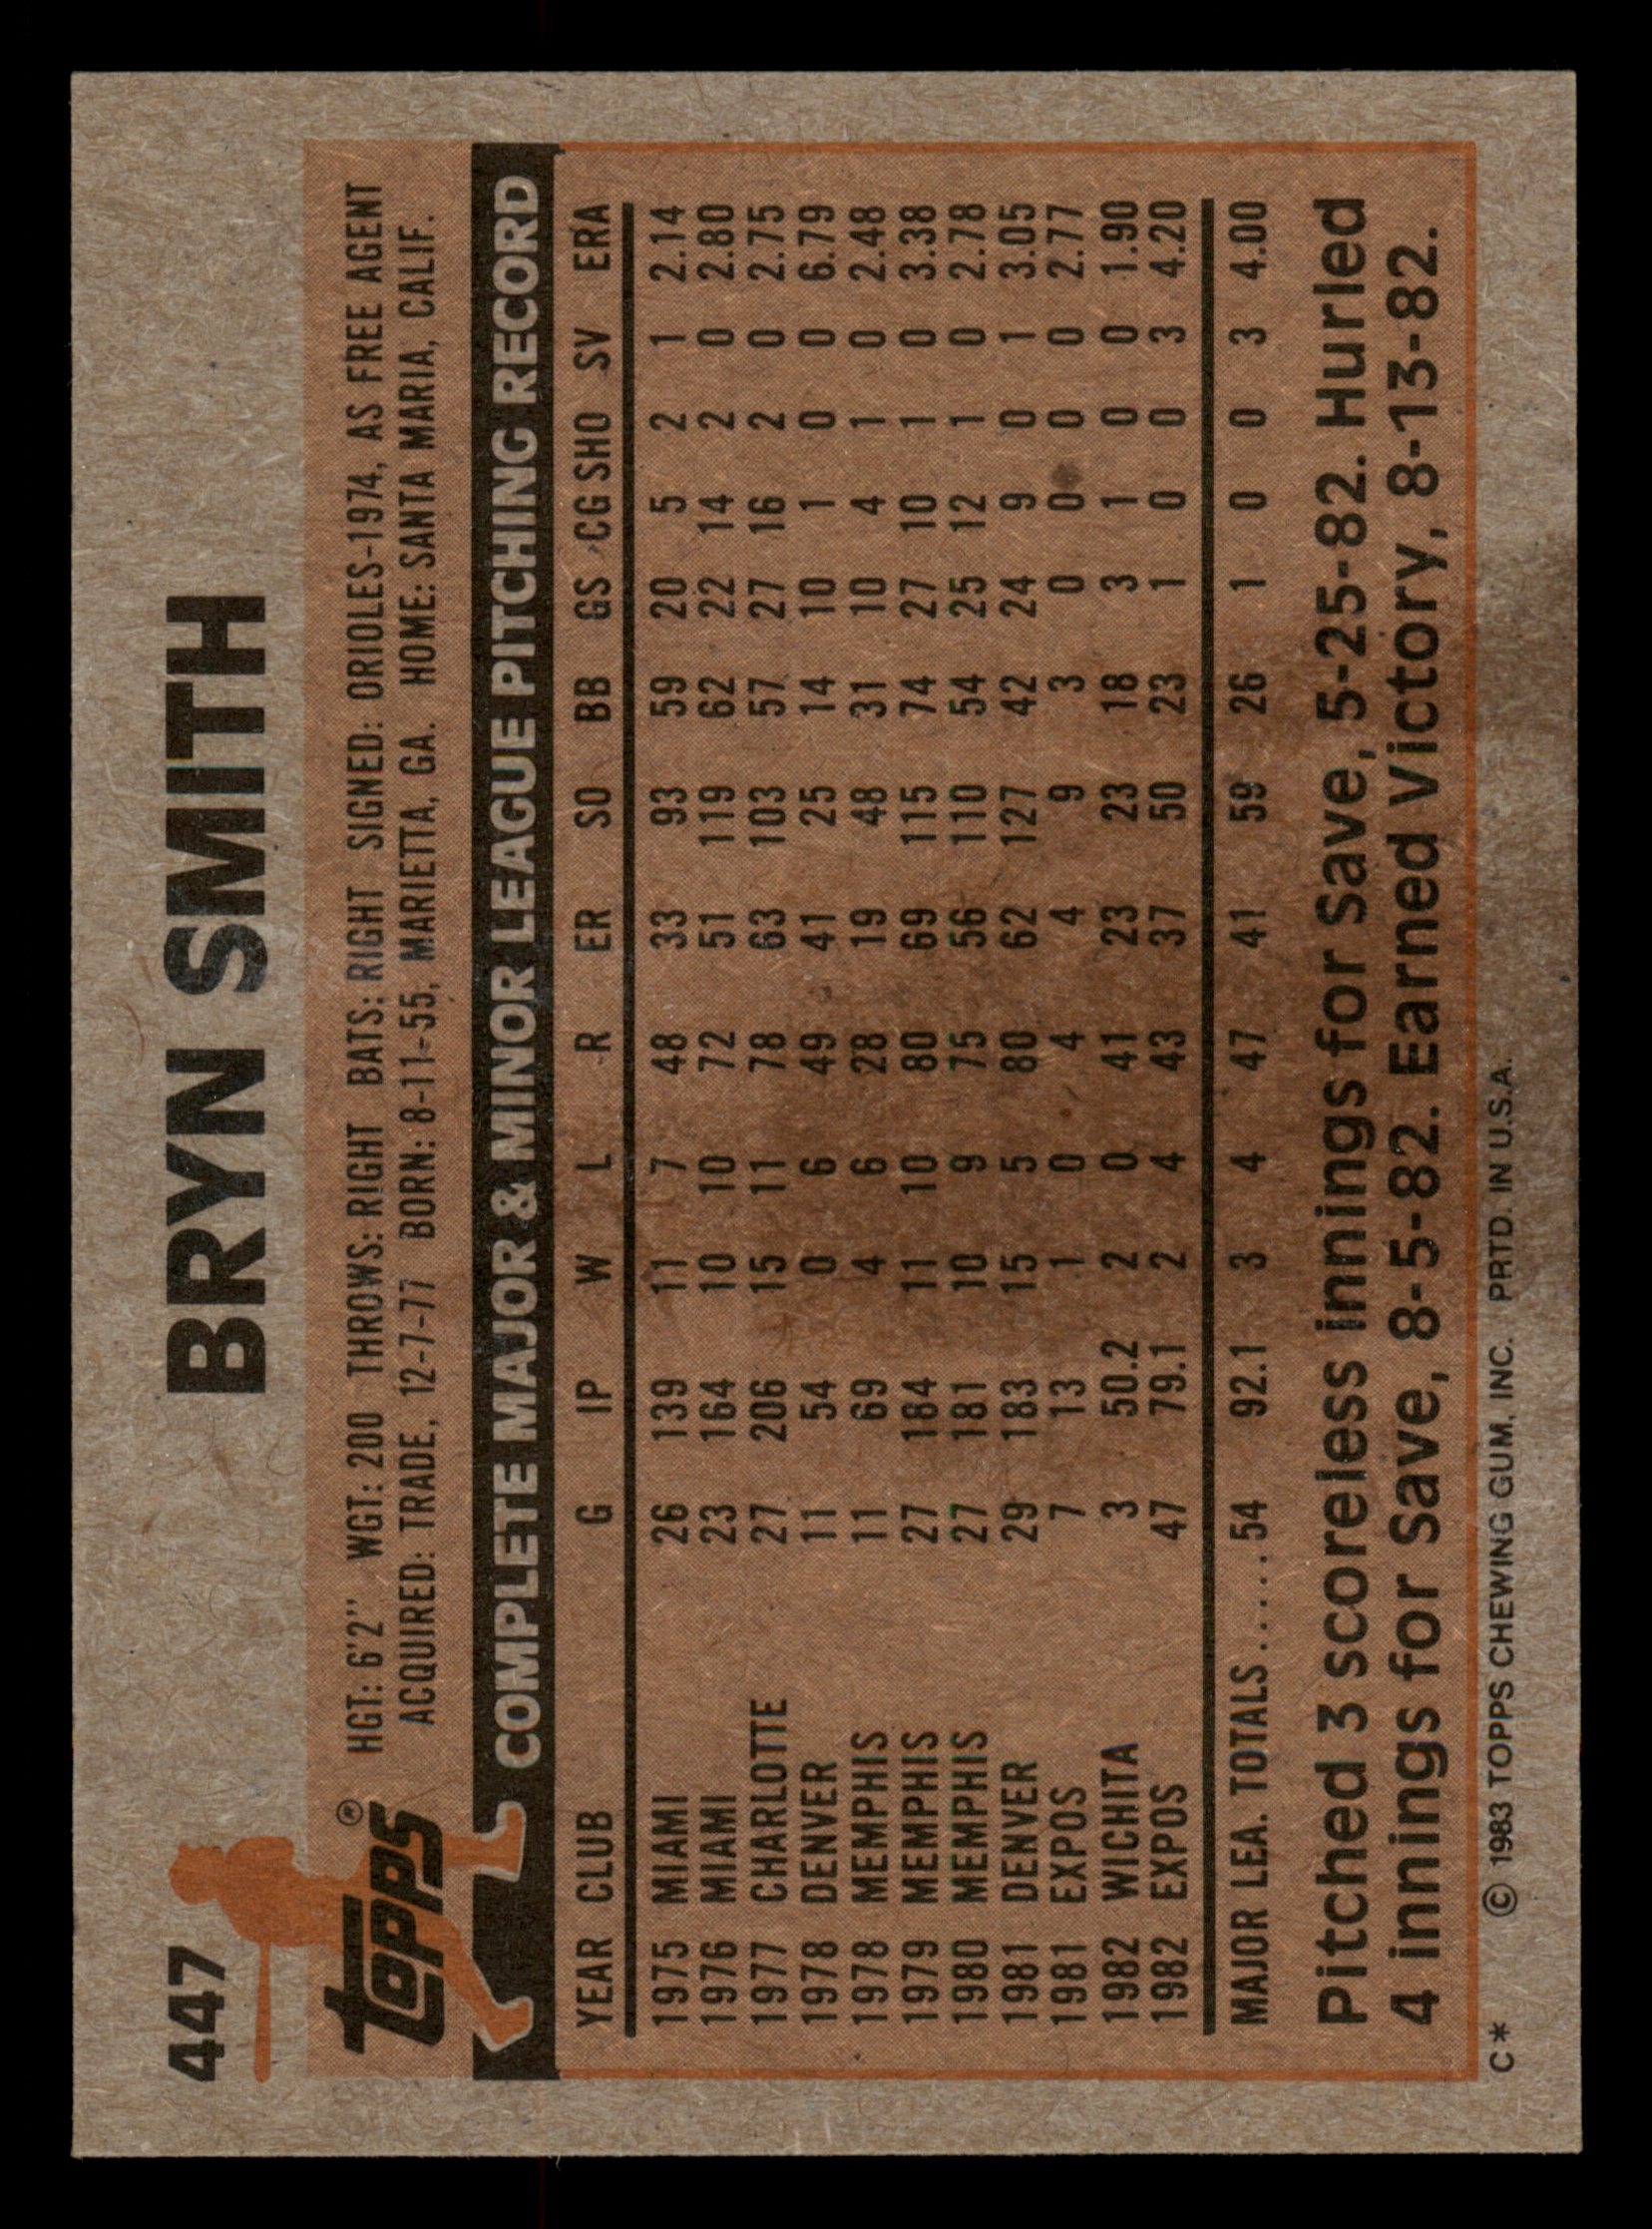 447
BRYN SMITH
Topps®
HGT: 6'2" WGT: 200 THROWS: RIGHT BATS: RIGHT SIGNED: ORIOLES-1974, AS FREE AGENT
ACQUIRED: TRADE, 12-7-77 BORN: 8-11-55, MARIETTA, GA. HOME: SANTA MARIA, CALIF.
COMPLETE MAJOR & MINOR LEAGUE PITCHING RECORD
YEAR CLUB G IP W L R ER SO BB GS CG SHO SV ERA
1975 MIAMI 26 139 11 7 48 33 93 59 20 5 2 1 2.14
1976 MIAMI 23 164 10 10 72 51 119 62 22 14 2 0 2.80
1977 CHARLOTTE 27 206 15 11 78 63 103 57 27 16 2 0 2.75
1978 DENVER 11 54 0 6 49 41 25 14 10 1 0 0 6.79
1978 MEMPHIS 11 69 4 6 28 19 48 31 10 4 1 0 2.48
1979 MEMPHIS 27 184 11 10 80 69 115 74 27 10 1 0 3.38
1980 MEMPHIS 27 181 10 9 75 56 110 54 25 12 1 0 2.78
1981 DENVER 29 183 15 5 80 62 127 42 24 9 0 1 3.05
1981 EXPOS 7 13 1 0 4 4 9 3 0 0 0 0 2.77
1982 WICHITA 3 50.2 2 0 41 23 23 18 3 1 0 0 1.90
1982 EXPOS 47 79.1 2 4 43 37 50 23 1 0 0 3 4.20
MAJOR LEA. TOTALS......54 92.1 3 4 47 41 59 26 1 0 0 3 4.00
Pitched 3 scoreless innings for Save, 5-25-82. Hurled
4 innings for Save, 8-5-82. Earned Victory, 8-13-82.
C* © 1983 TOPPS CHEWING GUM, INC. PRTD. IN U.S.A.